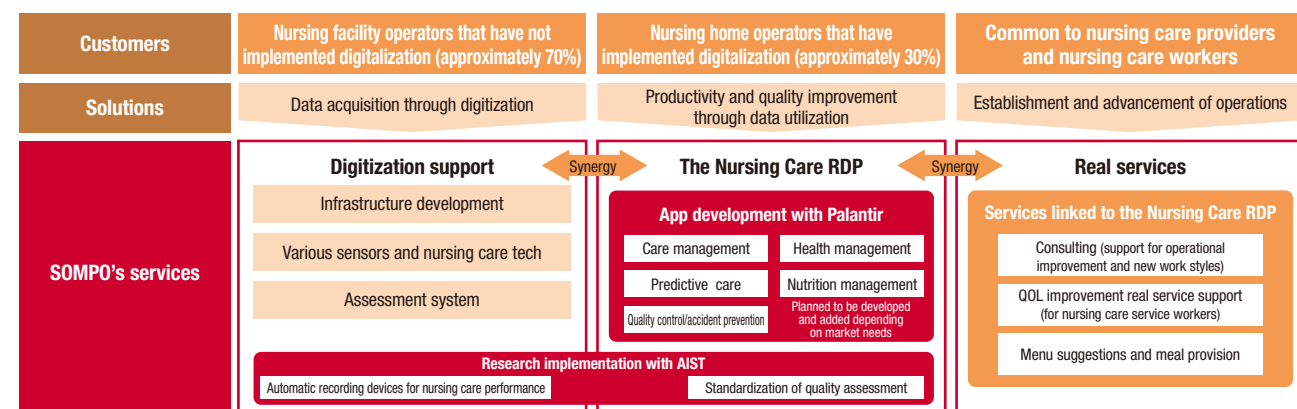 Customers
Nursing facility operators that have not
implemented digitalization (approximately 70%)
Nursing home operators that have
implemented digitalization (approximately 30%)
Common to nursing care providers
and nursing care workers
Solutions
Data acquisition through digitization
Productivity and quality improvement
through data utilization
Establishment and advancement of operations
SOMPO's services
Digitization support
Synergy
The Nursing Care RDP
Synergy
Real services
Infrastructure development
Various sensors and nursing care tech
Assessment system
App development with Palantir
Care management
Health management
Predictive care
Nutrition management
Quality control/accident prevention
Planned to be developed
and added depending
on market needs
Services linked to the Nursing Care RDP
Consulting (support for operational
improvement and new work styles)
QOL improvement real service support
(for nursing care service workers)
Menu suggestions and meal provision
Research implementation with AIST
Automatic recording devices for nursing care performance
Standardization of quality assessment